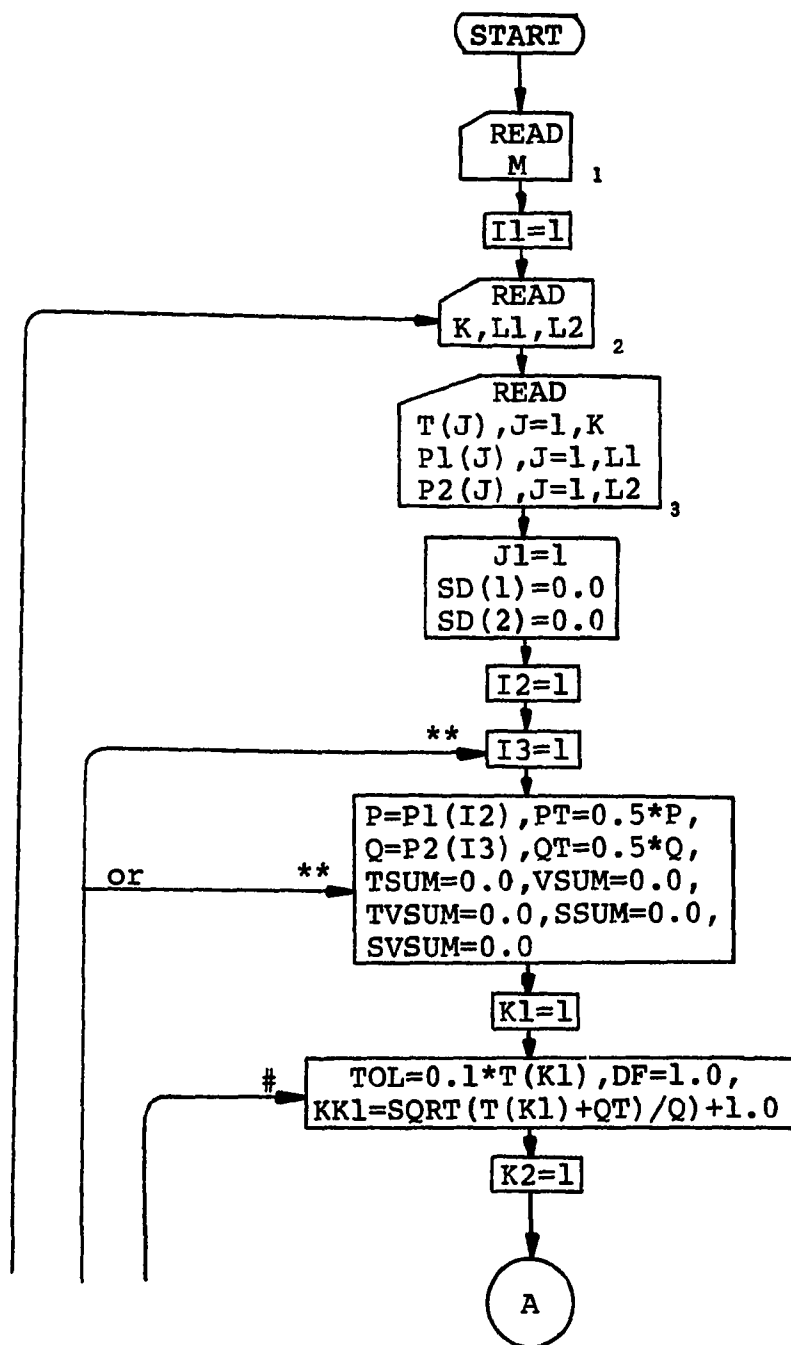 START
READ
M
1
I1=1
READ
K,L1,L2
2
READ
T(J),J=1,K
P1(J),J=1,L1
P2(J),J=1,L2
3
J1=1
SD(1)=0.0
SD(2)=0.0
I2=1
**
I3=1
P=P1(I2),PT=0.5*P,
Q=P2(I3),QT=0.5*Q,
or **
TSUM=0.0,VSUM=0.0,
TVSUM=0.0,SSUM=0.0,
SVSUM=0.0
K1=1
#
TOL=0.1*T(K1),DF=1.0,
KK1=SQRT(T(K1)+QT)/Q)+1.0
K2=1
A